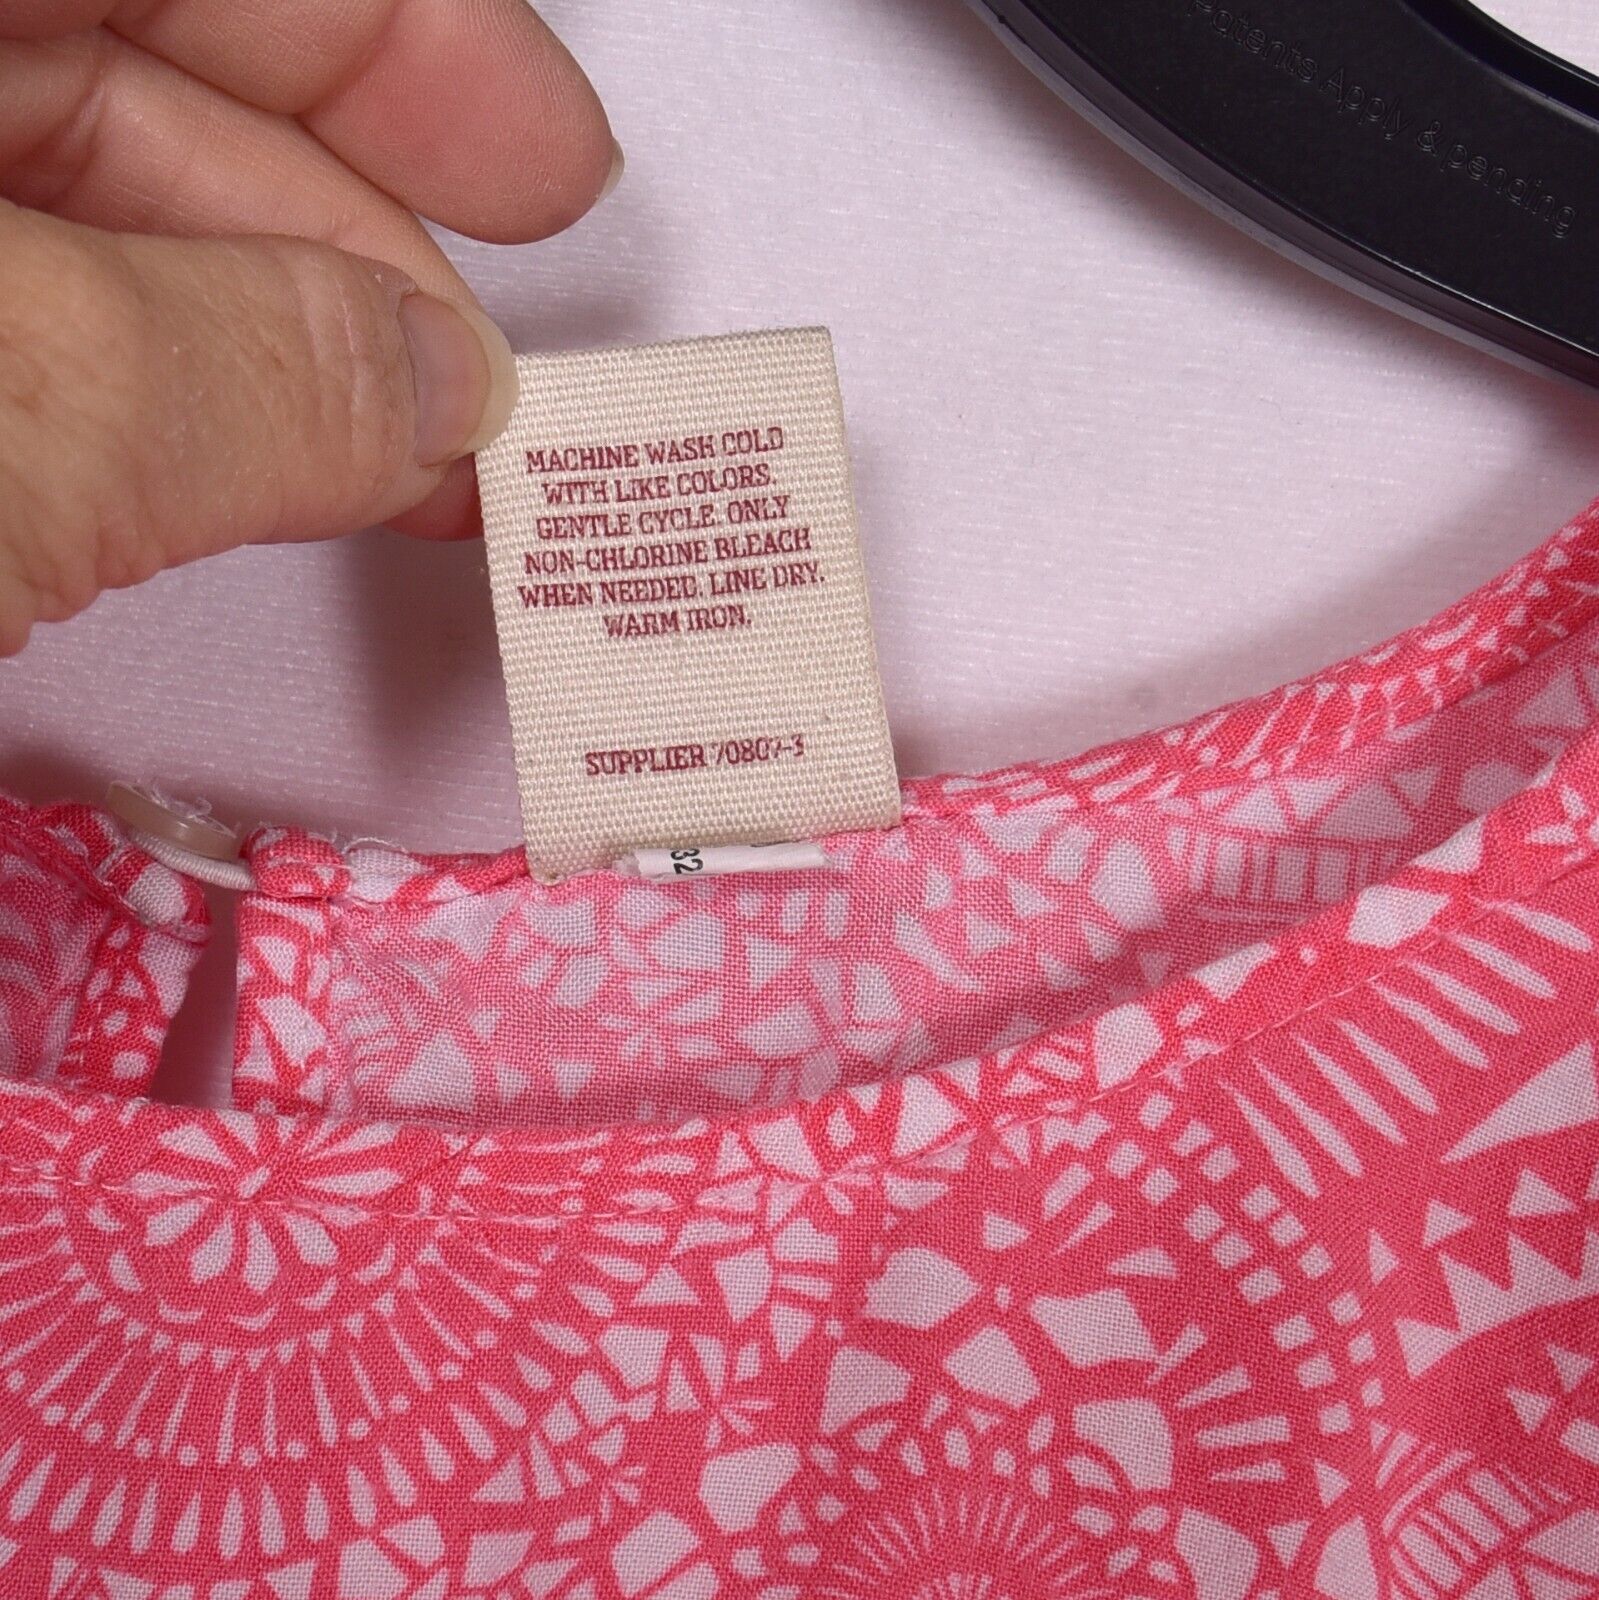 Patents Apply & pending
MACHINE WASH COLD
WITH LIKE COLORS.
GENTLE CYCLE. ONLY
NON-CHLORINE BLEACH
WHEN NEEDED. LINE DRY.
WARM IRON.
SUPPLIER 70807-3
32